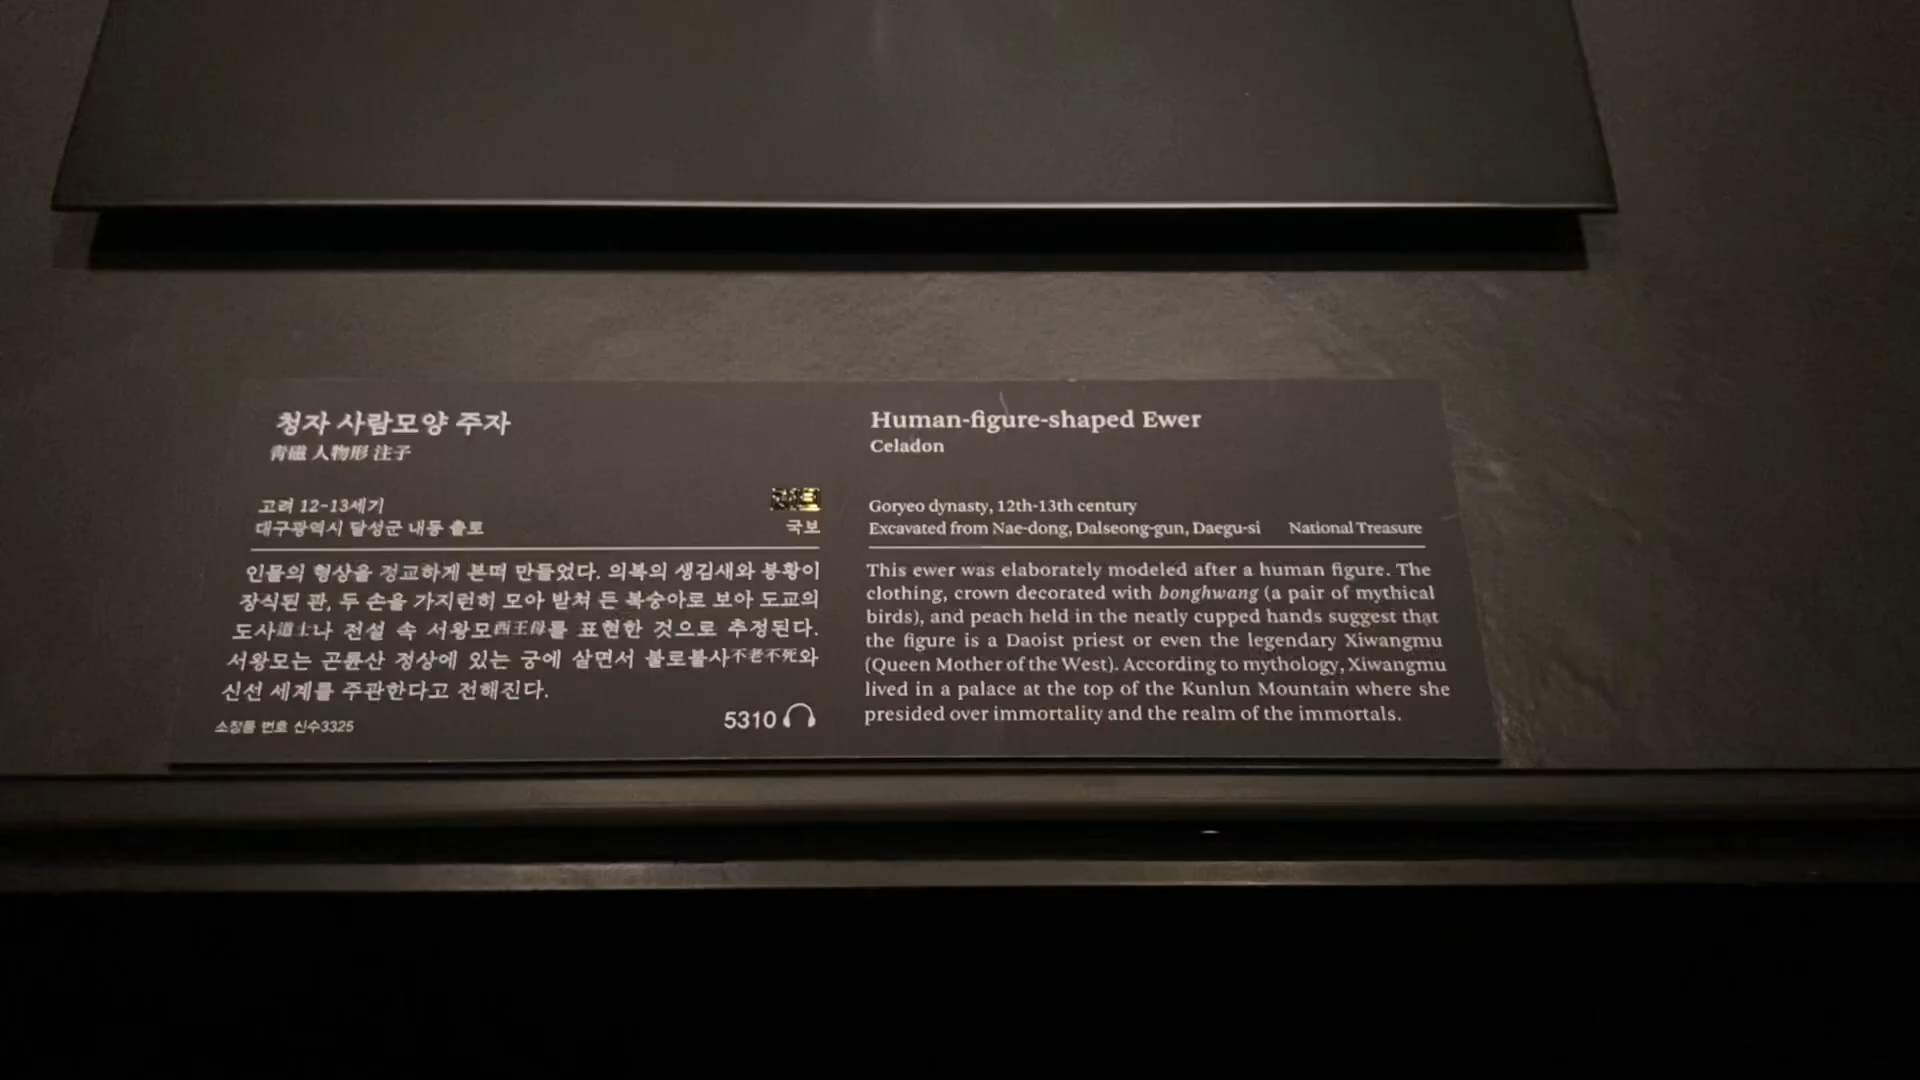 청자 사람모양 주자
青磁 人物形 注子
고려 12-13세기
대구광역시 달성군 내동 출토
국보
인물의 형상을 정교하게 본떠 만들었다. 의복의 생김새와 봉황이
장식된 관, 두 손을 가지런히 모아 받쳐 든 복숭아로 보아 도교의
도사道士나 전설 속 서왕모西王母를 표현한 것으로 추정된다.
서왕모는 곤륜산 정상에 있는 궁에 살면서 불로불사不老不死와
신선 세계를 주관한다고 전해진다.
소장품 번호 신수3325
5310
Human-figure-shaped Ewer
Celadon
Goryeo dynasty, 12th-13th century
Excavated from Nae-dong, Dalseong-gun, Daegu-si National Treasure
This ewer was elaborately modeled after a human figure. The
clothing, crown decorated with bonghwang (a pair of mythical
birds), and peach held in the neatly cupped hands suggest that
the figure is a Daoist priest or even the legendary Xiwangmu
(Queen Mother of the West). According to mythology, Xiwangmu
lived in a palace at the top of the Kunlun Mountain where she
presided over immortality and the realm of the immortals.